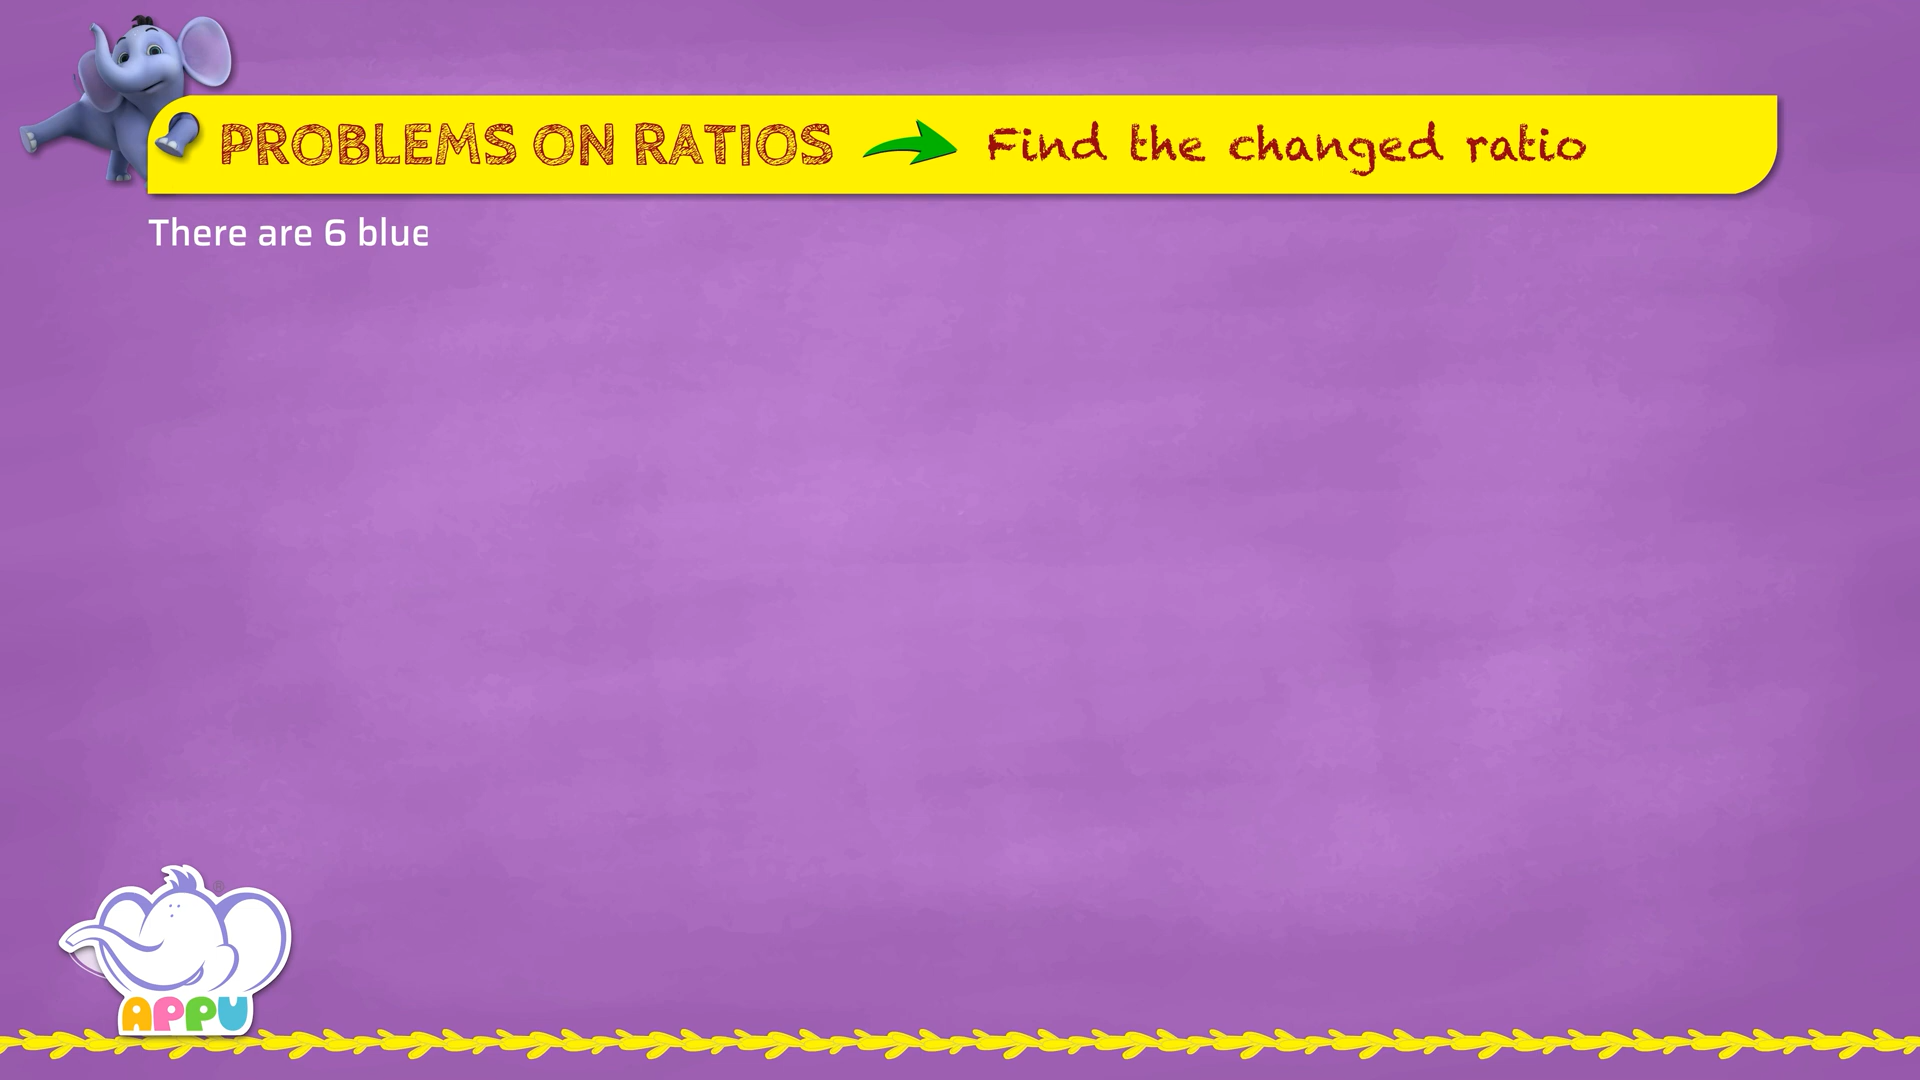 PROBLEMS ON RATIOS Find the changed ratio
There are 6 blue
APPU